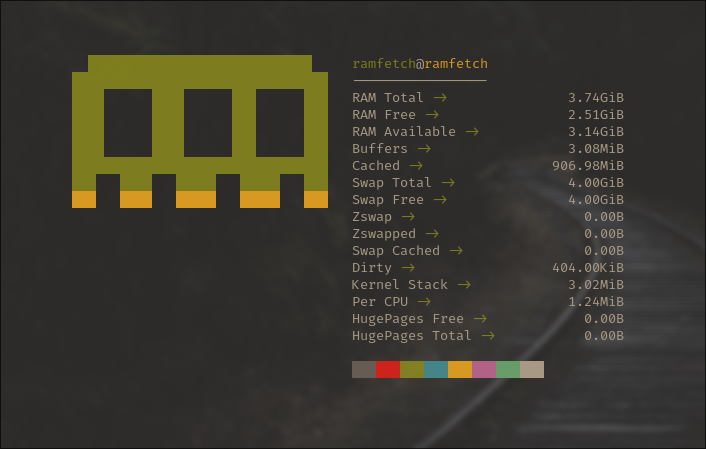 ramfetch@ramfetch
─────────────────
RAM Total -> 3.74GiB
RAM Free -> 2.51GiB
RAM Available -> 3.14GiB
Buffers -> 3.08MiB
Cached -> 906.98MiB
Swap Total -> 4.00GiB
Swap Free -> 4.00GiB
Zswap -> 0.00B
Zswapped -> 0.00B
Swap Cached -> 0.00B
Dirty -> 404.00KiB
Kernel Stack -> 3.02MiB
Per CPU -> 1.24MiB
HugePages Free -> 0.00B
HugePages Total -> 0.00B